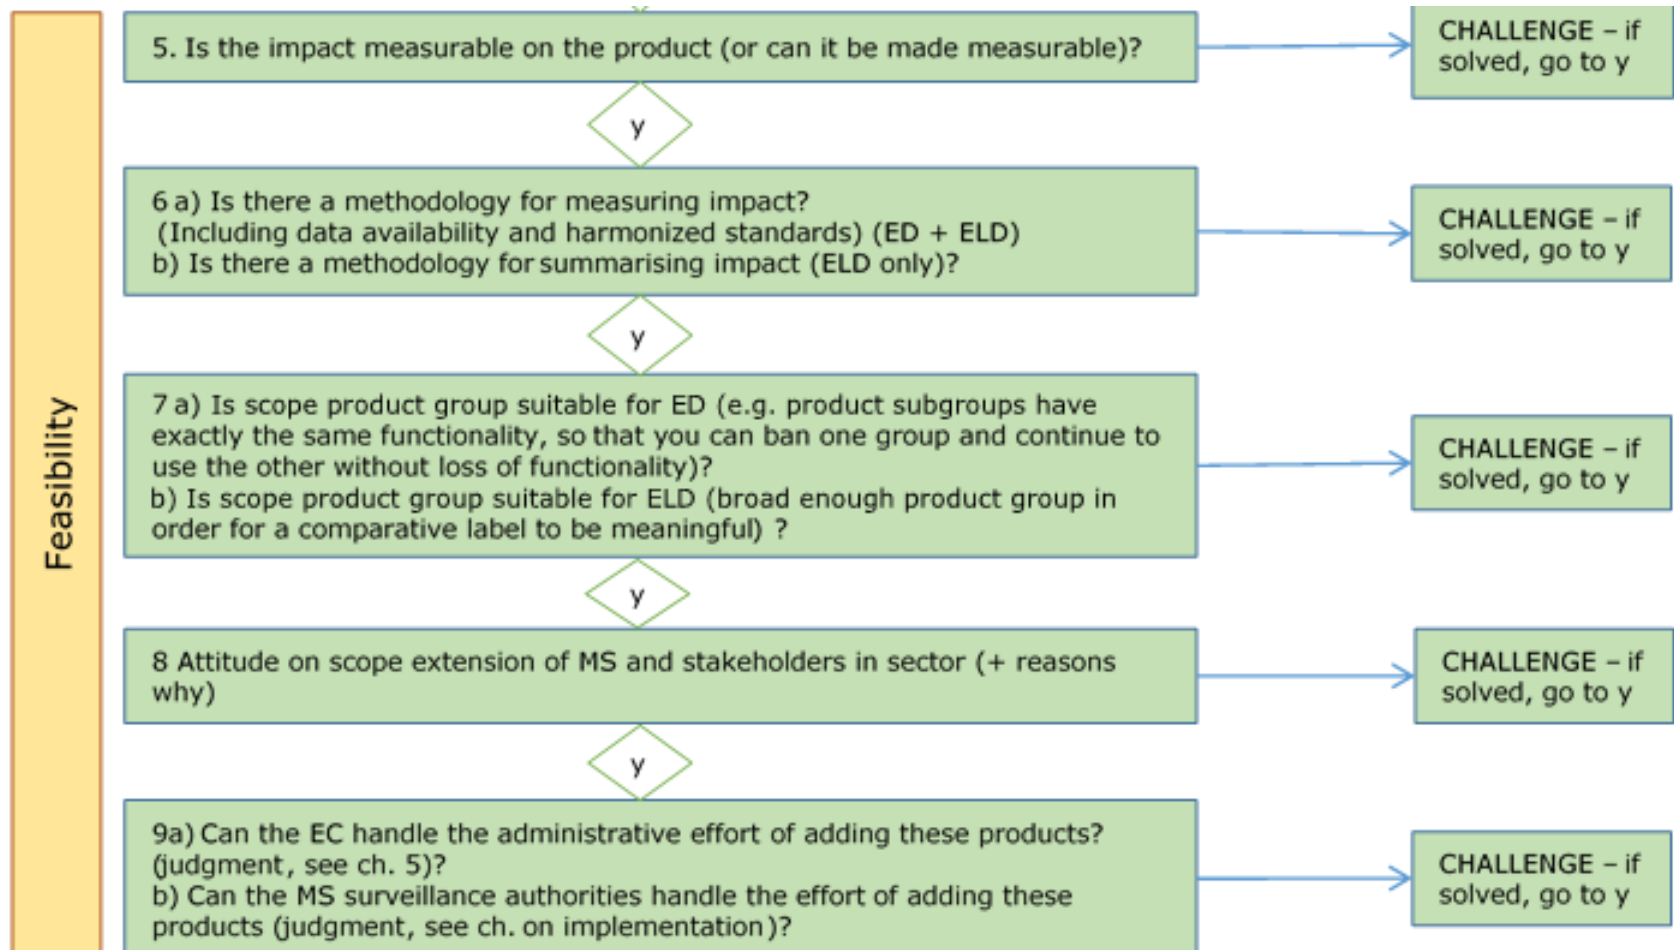 Feasibility
5. Is the impact measurable on the product (or can it be made measurable)?
CHALLENGE – if
solved, go to y
y
6 a) Is there a methodology for measuring impact?
(Including data availability and harmonized standards) (ED + ELD)
b) Is there a methodology for summarising impact (ELD only)?
CHALLENGE – if
solved, go to y
y
7 a) Is scope product group suitable for ED (e.g. product subgroups have
exactly the same functionality, so that you can ban one group and continue to
use the other without loss of functionality)?
b) Is scope product group suitable for ELD (broad enough product group in
order for a comparative label to be meaningful) ?
CHALLENGE – if
solved, go to y
y
8 Attitude on scope extension of MS and stakeholders in sector (+ reasons
why)
CHALLENGE – if
solved, go to y
y
9a) Can the EC handle the administrative effort of adding these products?
(judgment, see ch. 5)?
b) Can the MS surveillance authorities handle the effort of adding these
products (judgment, see ch. on implementation)?
CHALLENGE – if
solved, go to y